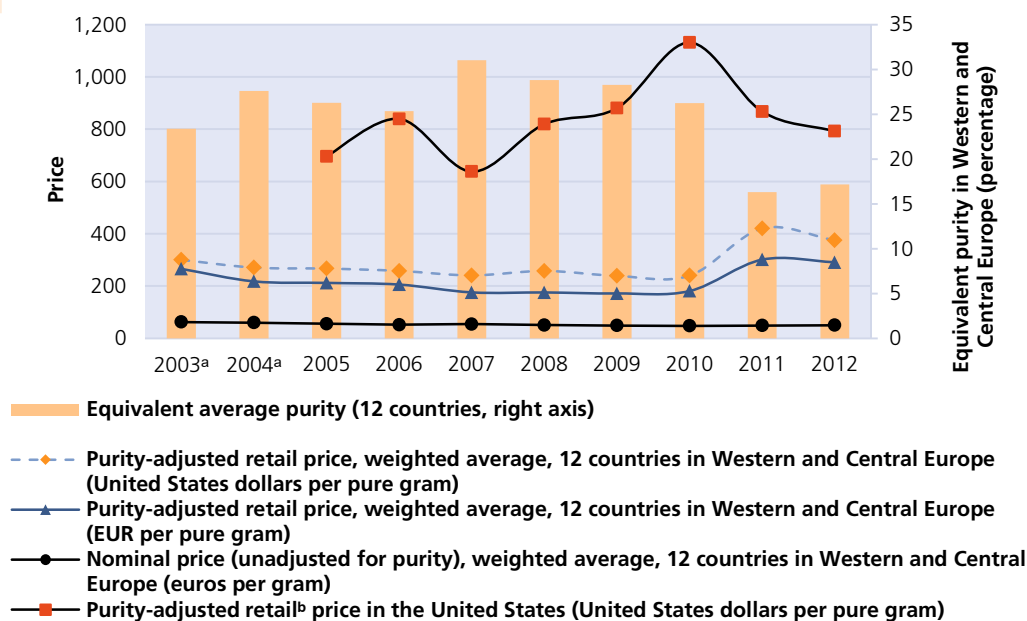 1,200
1,000
800
600
400
200
0
Price
35
30
25
20
15
10
5
0
Equivalent purity in Western and
Central Europe (percentage)
2003ᵃ 2004ᵃ 2005 2006 2007 2008 2009 2010 2011 2012
Equivalent average purity (12 countries, right axis)
Purity-adjusted retail price, weighted average, 12 countries in Western and Central Europe
(United States dollars per pure gram)
Purity-adjusted retail price, weighted average, 12 countries in Western and Central Europe
(EUR per pure gram)
Nominal price (unadjusted for purity), weighted average, 12 countries in Western and Central
Europe (euros per gram)
Purity-adjusted retailᵇ price in the United States (United States dollars per pure gram)